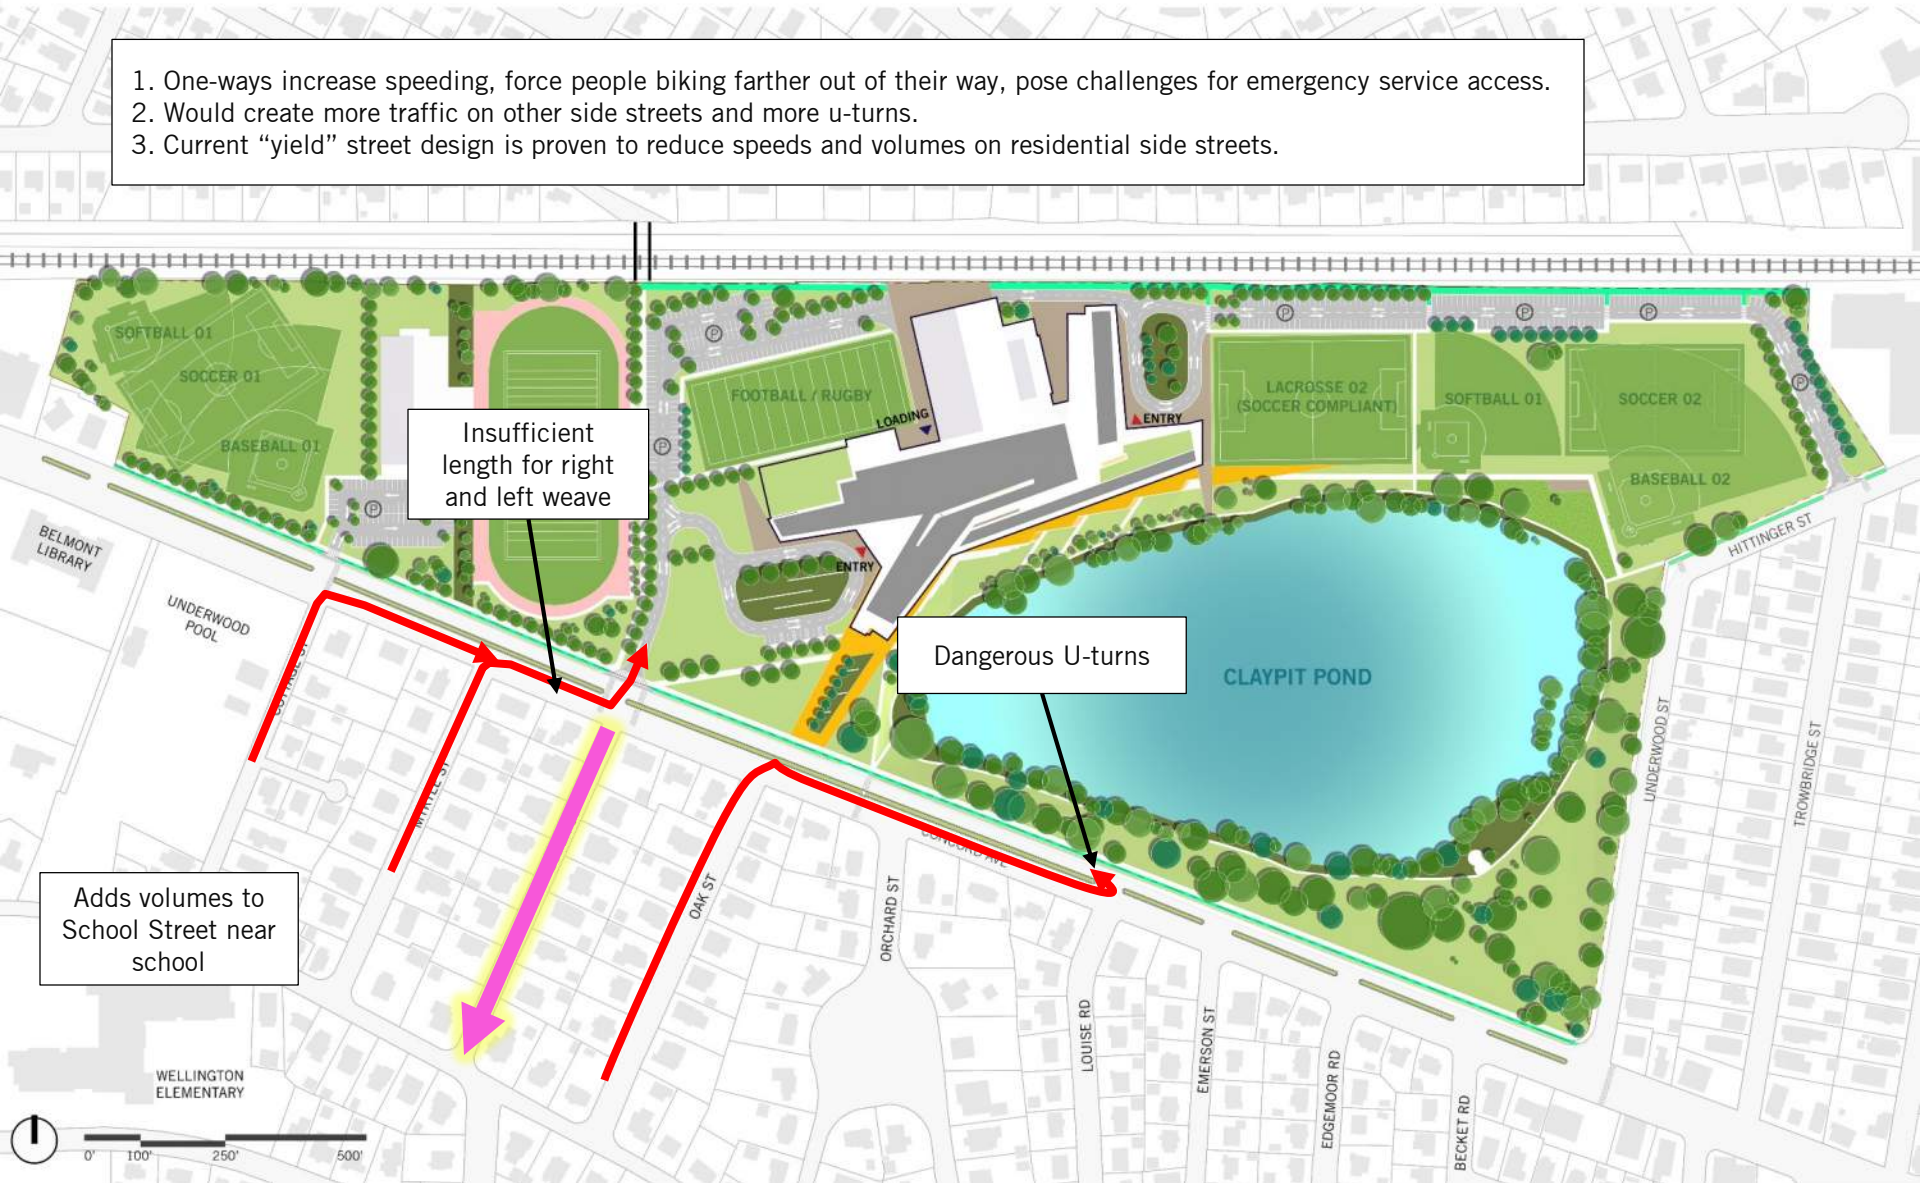 1. One-ways increase speeding, force people biking farther out of their way, pose challenges for emergency service access.
2. Would create more traffic on other side streets and more u-turns.
3. Current “yield” street design is proven to reduce speeds and volumes on residential side streets.
SOFTBALL 01
SOCCER 01
BASEBALL 01
P
P
P
FOOTBALL / RUGBY
LOADING
ENTRY
ENTRY
P
P
P
P
LACROSSE 02
(SOCCER COMPLIANT)
SOFTBALL 01
SOCCER 02
BASEBALL 02
Insufficient
length for right
and left weave
BELMONT
LIBRARY
UNDERWOOD
POOL
HITTINGER ST
Dangerous U-turns
CLAYPIT POND
COTTAGE ST
MYRTLE ST
OAK ST
ORCHARD ST
CONCORD AVE
UNDERWOOD ST
TROWBRIDGE ST
Adds volumes to
School Street near
school
LOUISE RD
EMERSON ST
EDGEMOOR RD
BECKET RD
WELLINGTON
ELEMENTARY
0'
100'
250'
500'